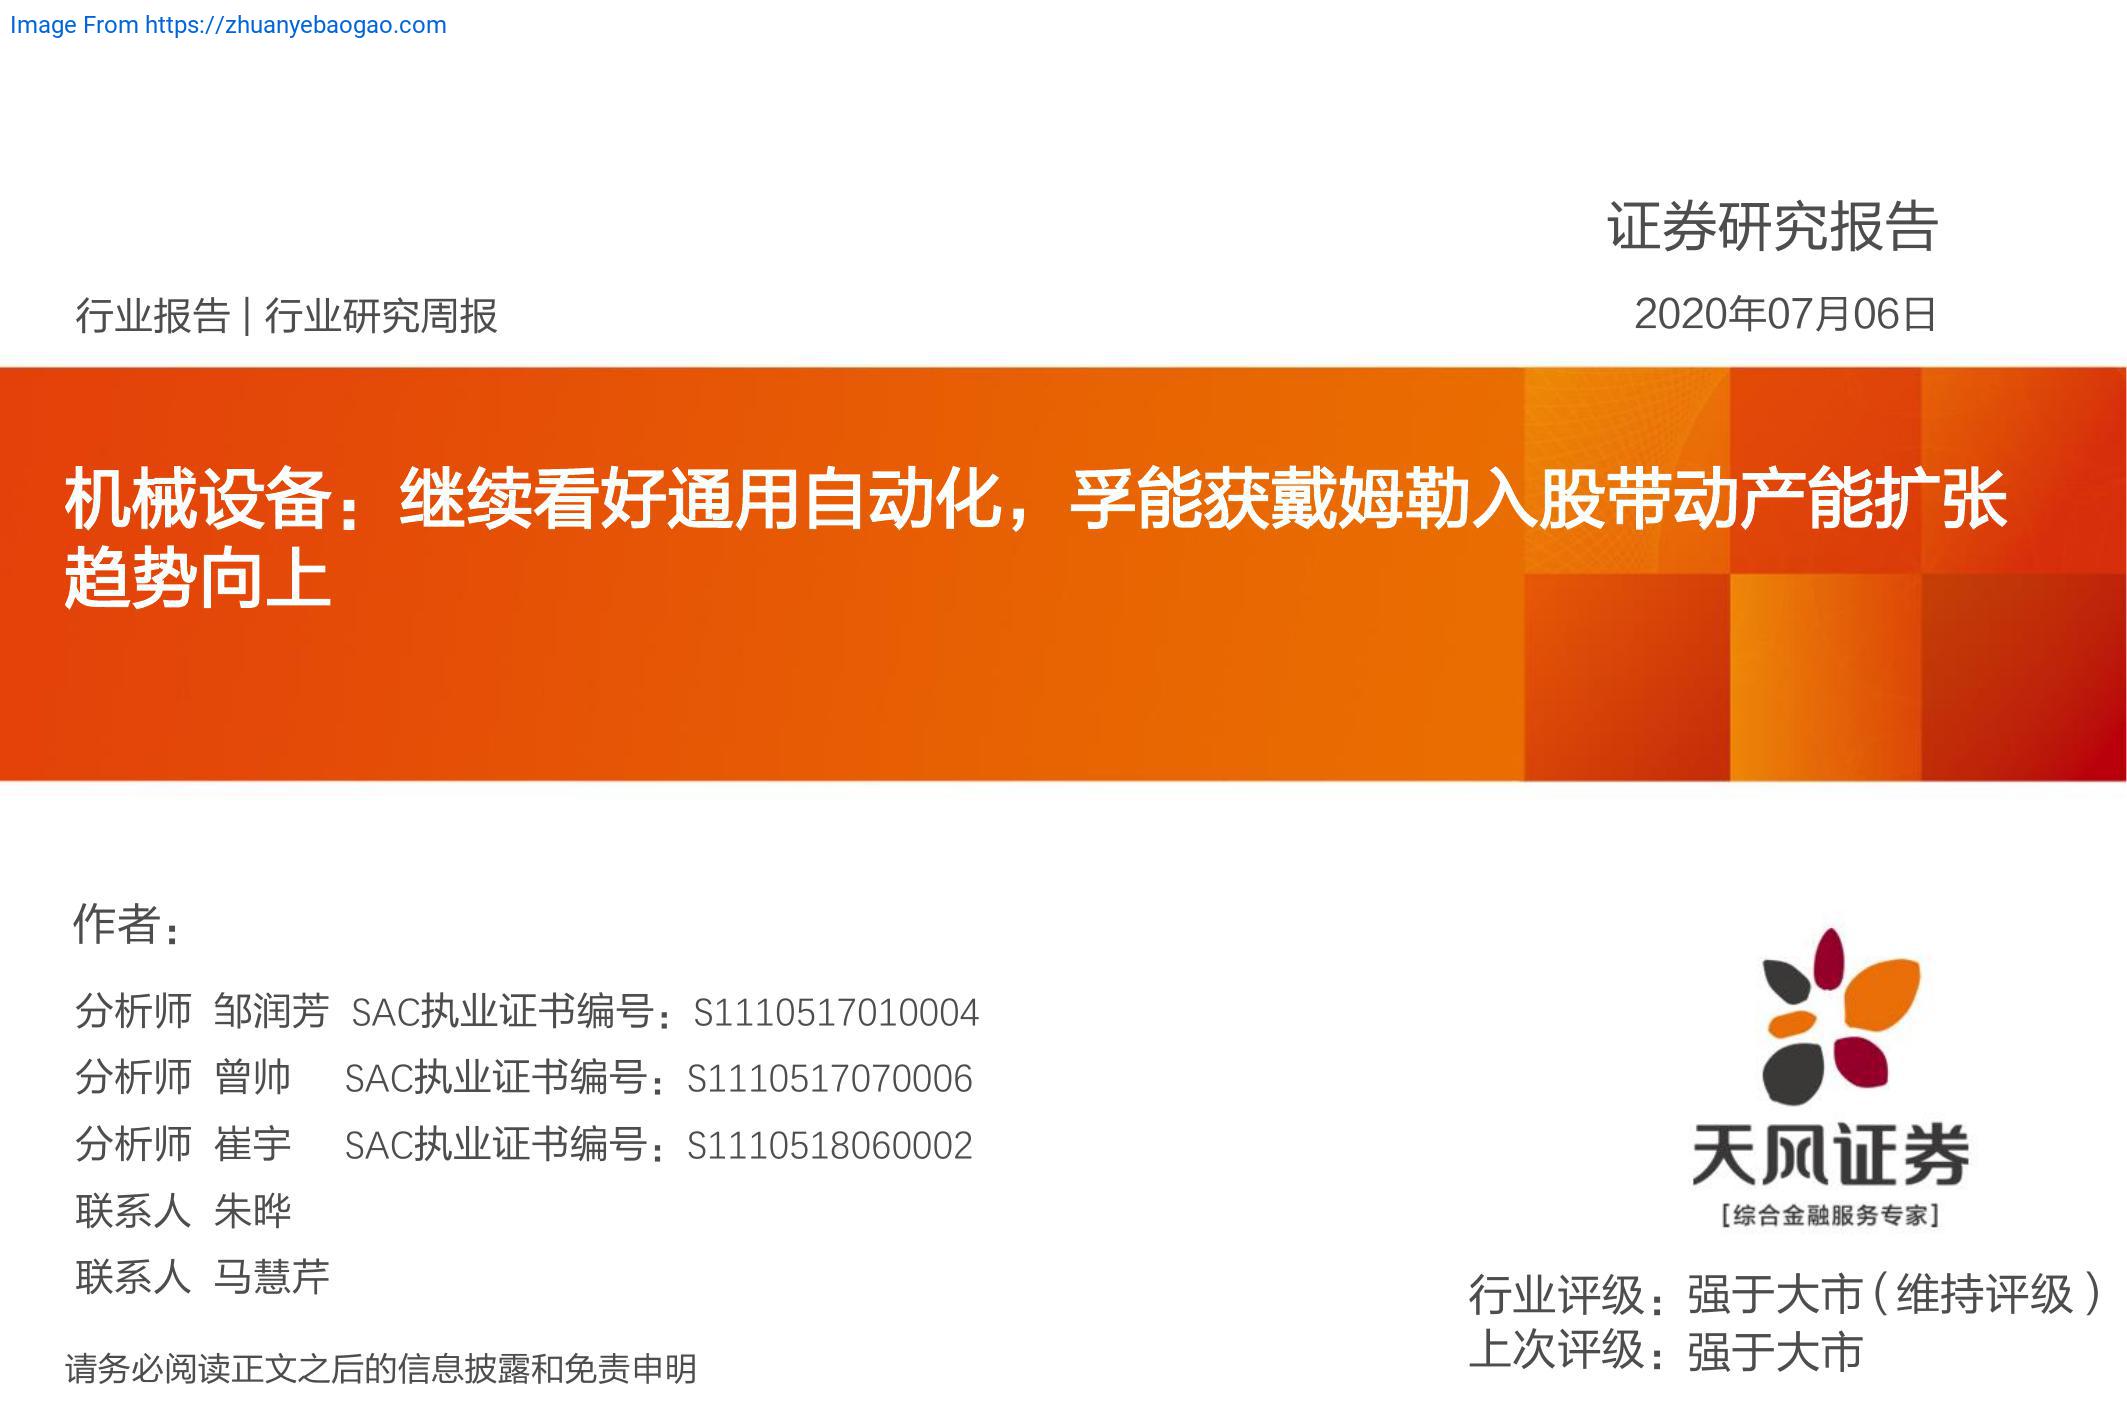 Image From https://zhuanyebaogao.com
证券研究报告
行业报告 | 行业研究周报
2020年07月06日
机械设备：继续看好通用自动化，孚能获戴姆勒入股带动产能扩张
趋势向上
作者：
分析师 邹润芳 SAC执业证书编号：S1110517010004
分析师 曾帅 SAC执业证书编号：S1110517070006
分析师 崔宇 SAC执业证书编号：S1110518060002
联系人 朱晔
联系人 马慧芹
天风证券
[综合金融服务专家]
行业评级：强于大市（维持评级）
上次评级：强于大市
请务必阅读正文之后的信息披露和免责申明